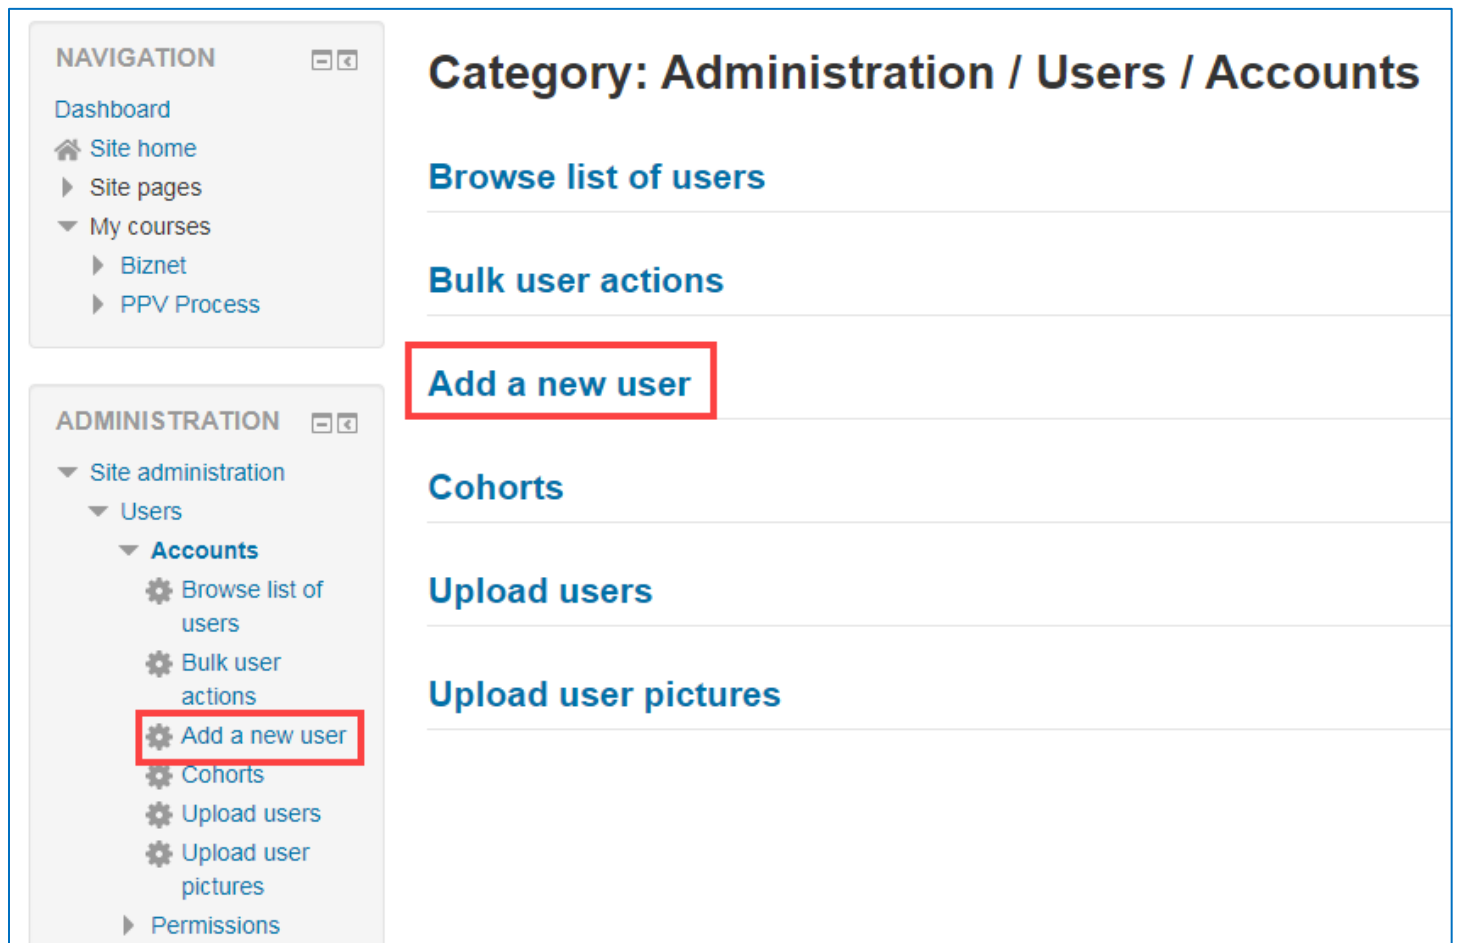 NAVIGATION
Dashboard
Site home
Site pages
My courses
Biznet
PPV Process
ADMINISTRATION
Site administration
Users
Accounts
Browse list of
users
Bulk user
actions
Add a new user
Cohorts
Upload users
Upload user
pictures
Permissions
Category: Administration / Users / Accounts
Browse list of users
Bulk user actions
Add a new user
Cohorts
Upload users
Upload user pictures